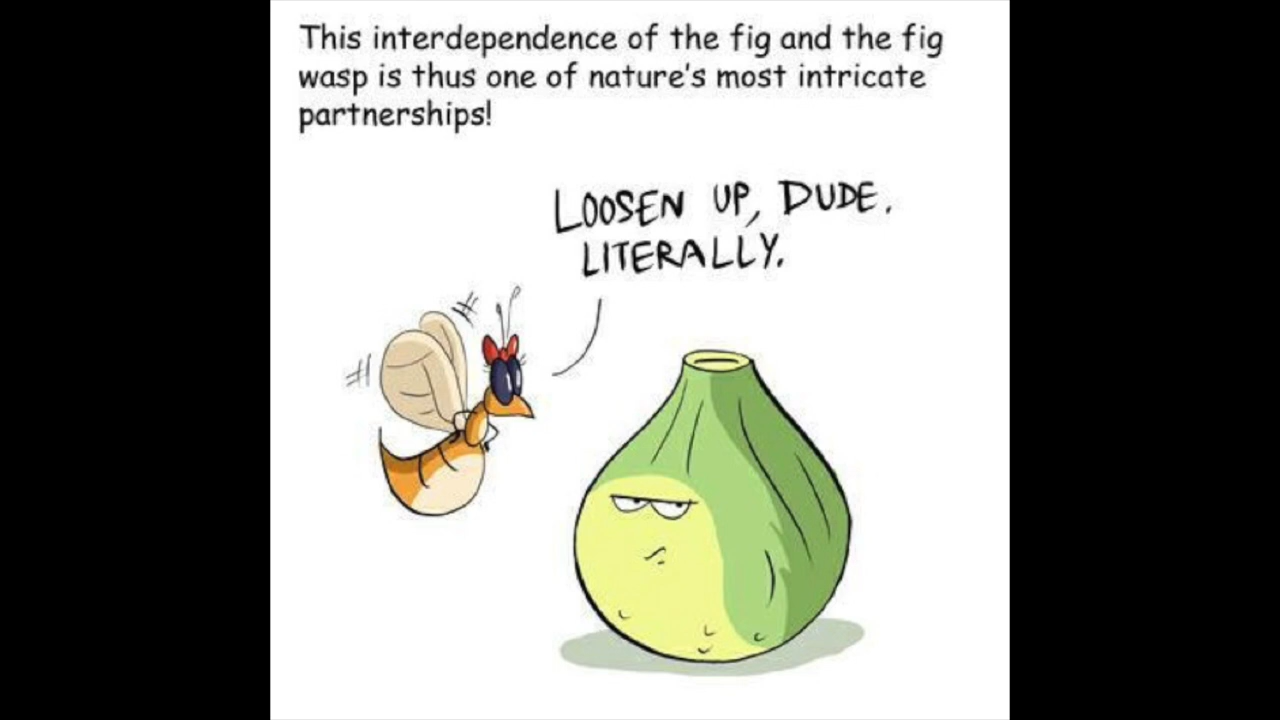 This interdependence of the fig and the fig
wasp is thus one of nature's most intricate
partnerships!
LOOSEN UP, DUDE.
LITERALLY.